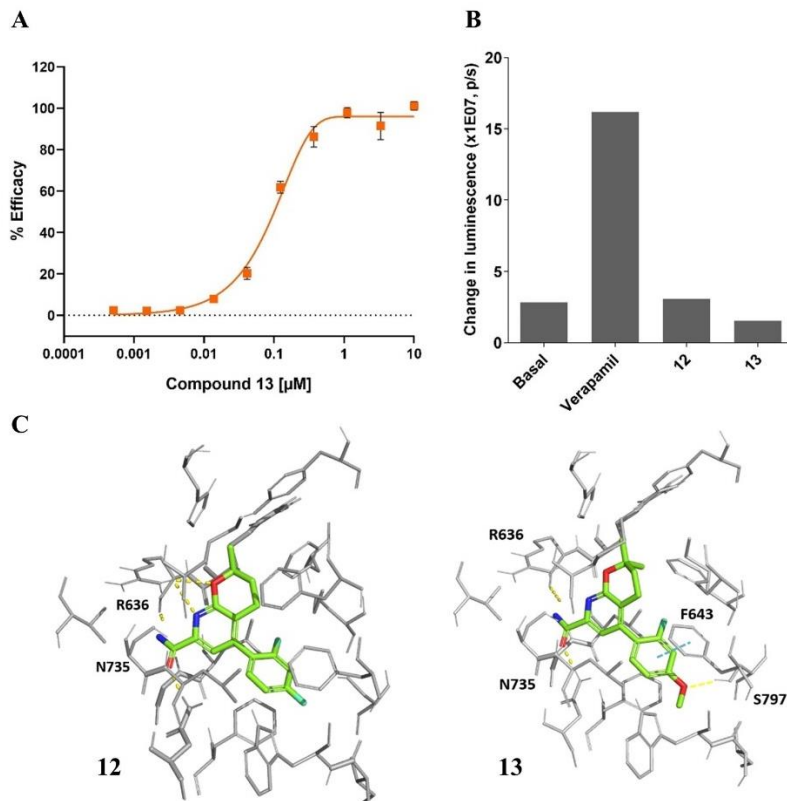 A
% Efficacy
120
100
80
60
40
20
0
0.0001
0.001
0.01
0.1
1
10
Compound 13 [µM]
B
Change in luminescence (x1E07, p/s)
20
15
10
5
0
Basal
Verapamil
12
13
C
R636
N735
12
R636
F643
N735
S797
13